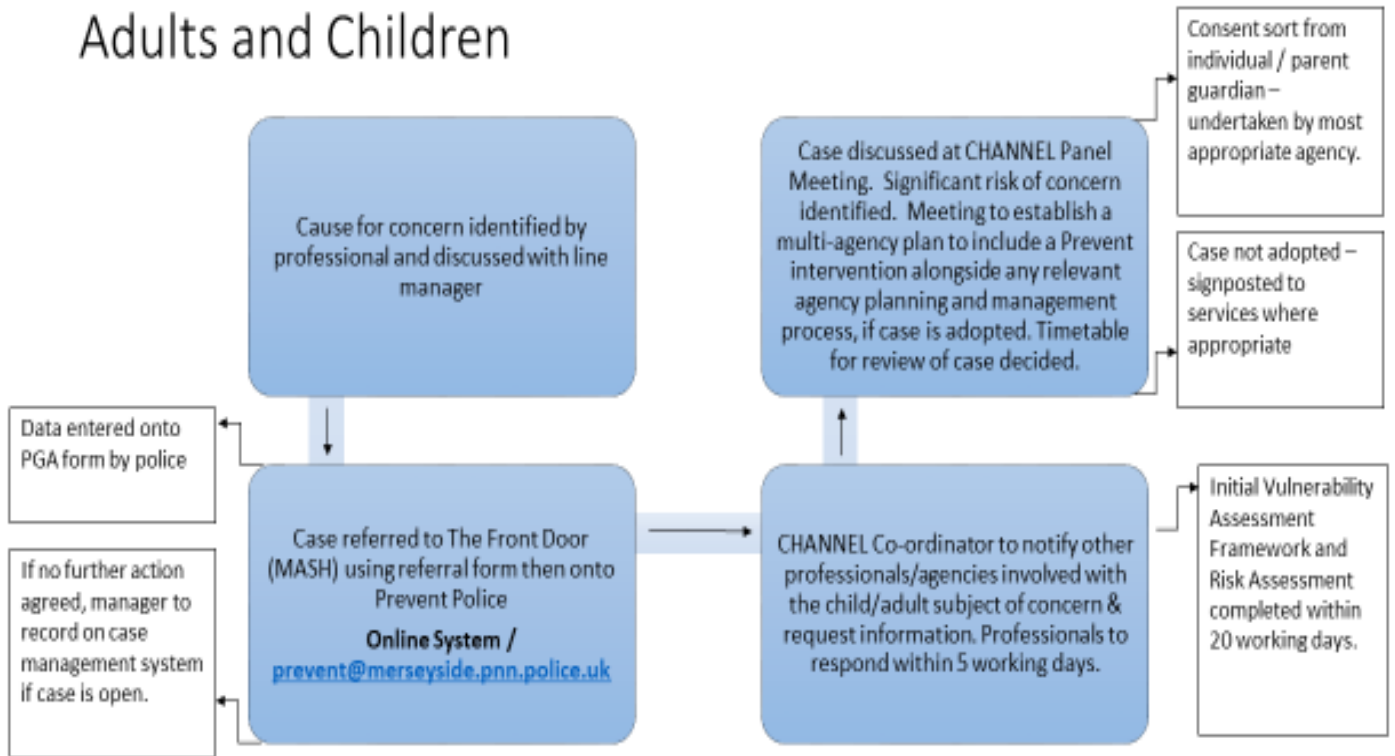 Adults and Children
Cause for concern identified by
professional and discussed with line
manager
Data entered onto
PGA form by police
If no further action
agreed, manager to
record on case
management system
if case is open.
Case referred to The Front Door
(MASH) using referral form then onto
Prevent Police
Online System /
prevent@merseyside.pnn.police.uk
CHANNEL Co-ordinator to notify other
professionals/agencies involved with
the child/adult subject of concern &
request information. Professionals to
respond within 5 working days.
Initial Vulnerability
Assessment
Framework and
Risk Assessment
completed within
20 working days.
Case discussed at CHANNEL Panel
Meeting. Significant risk of concern
identified. Meeting to establish a
multi-agency plan to include a Prevent
intervention alongside any relevant
agency planning and management
process, if case is adopted. Timetable
for review of case decided.
Consent sort from
individual / parent
guardian –
undertaken by most
appropriate agency.
Case not adopted –
signposted to
services where
appropriate